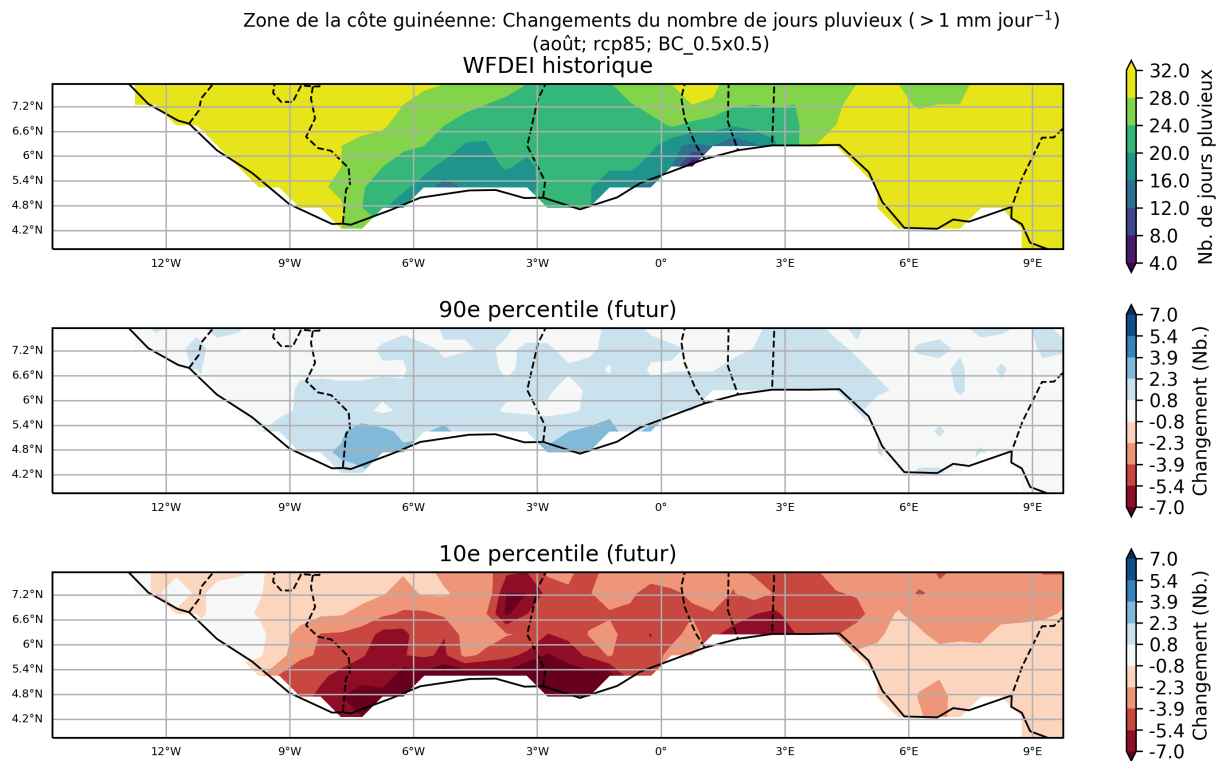 Zone de la côte guinéenne: Changements du nombre de jours pluvieux ( > 1 mm jour⁻¹)
(août; rcp85; BC_0.5x0.5)
WFDEI historique
7.2°N
6.6°N
6°N
5.4°N
4.8°N
4.2°N
12°W 9°W 6°W 3°W 0° 3°E 6°E 9°E
32.0
28.0
24.0
20.0
16.0
12.0
8.0
4.0
Nb. de jours pluvieux
90e percentile (futur)
7.2°N
6.6°N
6°N
5.4°N
4.8°N
4.2°N
12°W 9°W 6°W 3°W 0° 3°E 6°E 9°E
7.0
5.4
3.9
2.3
0.8
-0.8
-2.3
-3.9
-5.4
-7.0
Changement (Nb.)
10e percentile (futur)
7.2°N
6.6°N
6°N
5.4°N
4.8°N
4.2°N
12°W 9°W 6°W 3°W 0° 3°E 6°E 9°E
7.0
5.4
3.9
2.3
0.8
-0.8
-2.3
-3.9
-5.4
-7.0
Changement (Nb.)